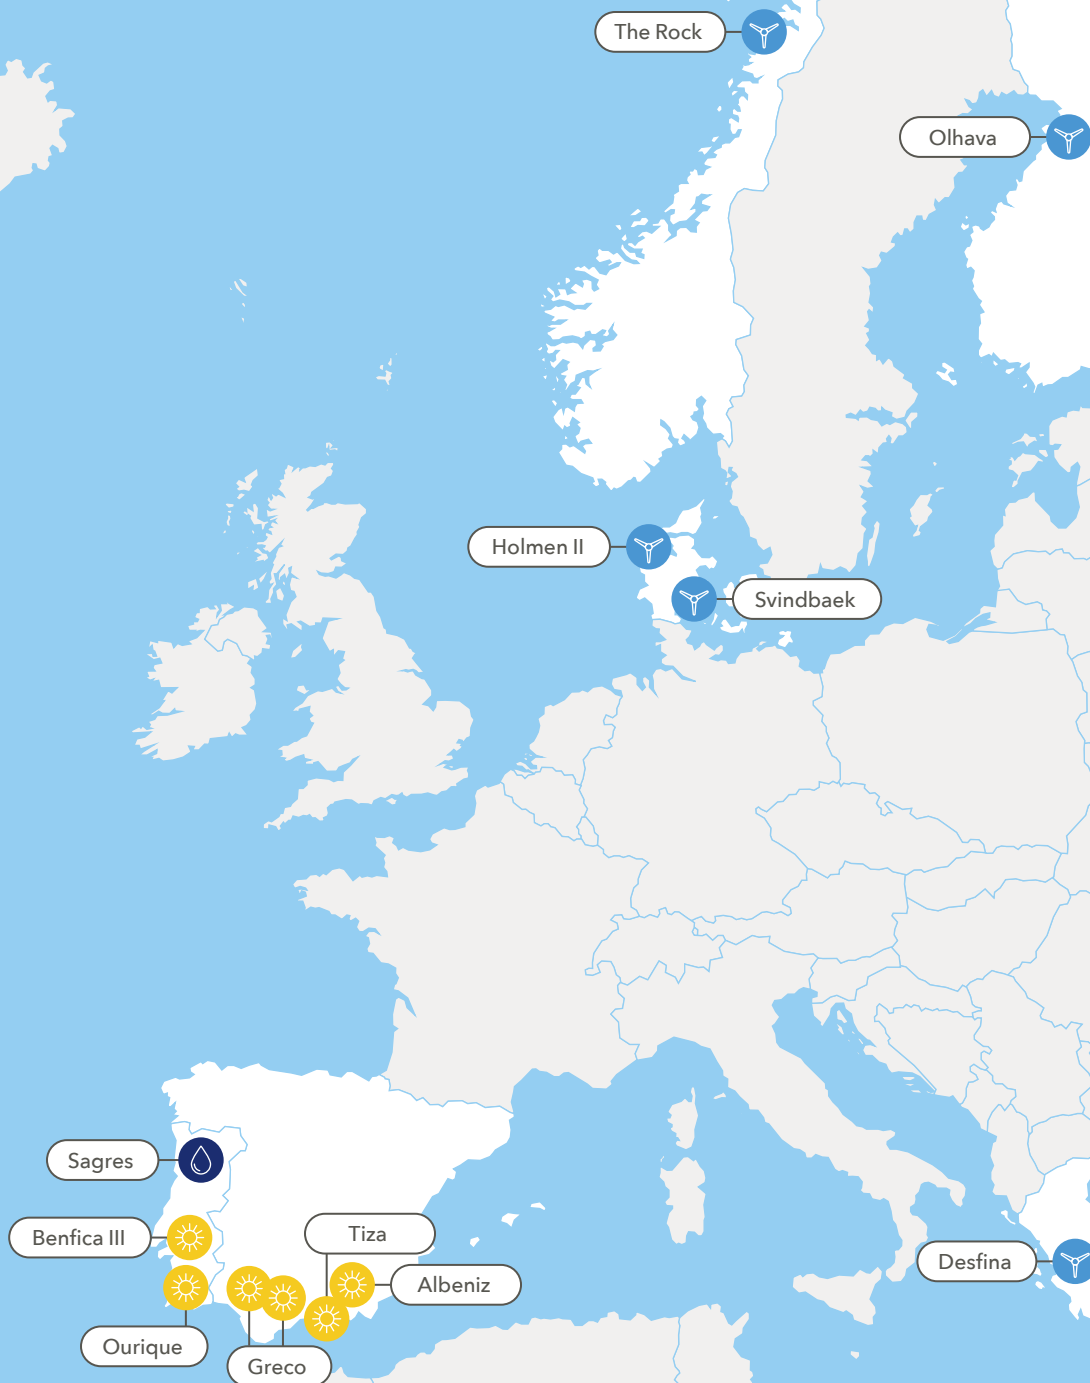 The Rock
Olhava
Holmen II
Svindbaek
Sagres
Benfica III
Tiza
Desfina
Albeniz
Ourique
Greco